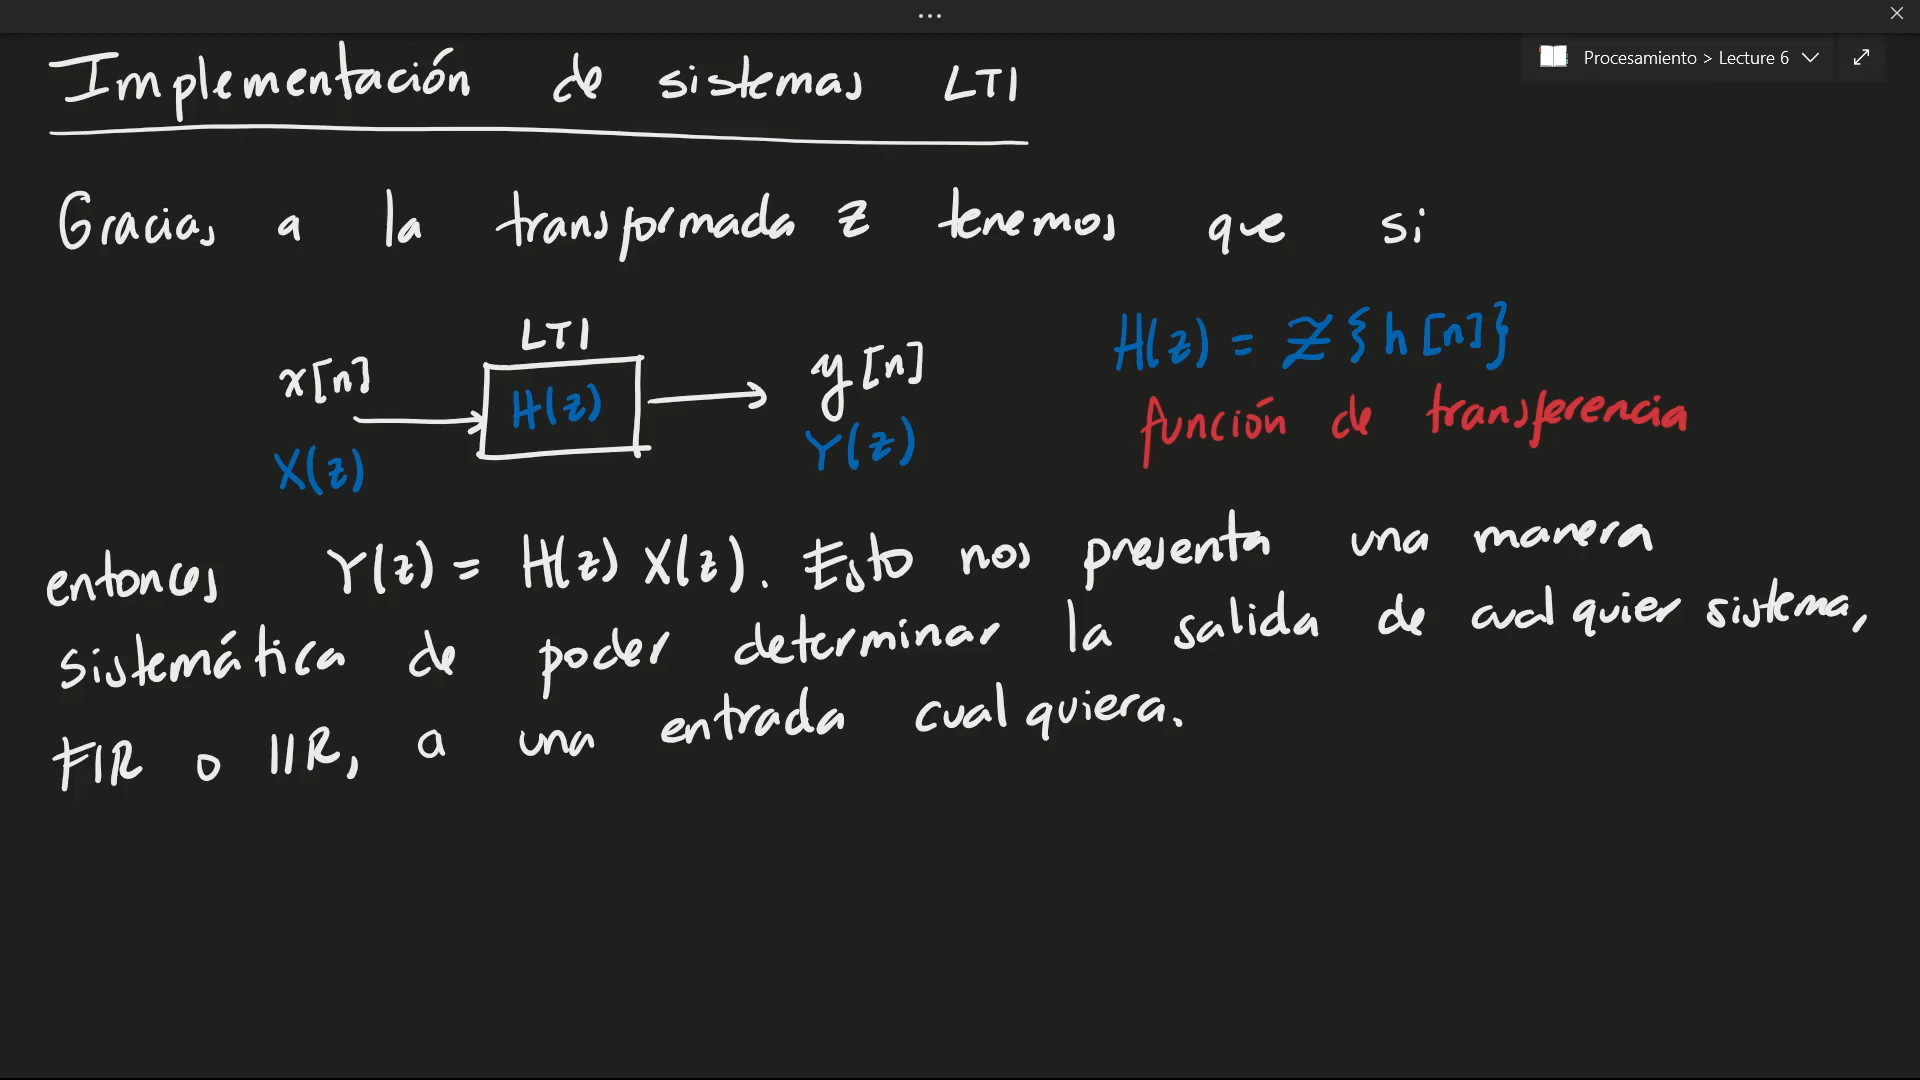 ...
Procesamiento > Lecture 6
Implementación de sistemas LTI
Gracias a la transformada z tenemos que si
LTI
x[n]
H(z)
y[n]
X(z)
Y(z)
H(z) = Z{h[n]}
función de transferencia
entonces Y(z) = H(z) X(z). Esto nos presenta una manera
sistemática de poder determinar la salida de cualquier sistema,
FIR o IIR, a una entrada cualquiera.